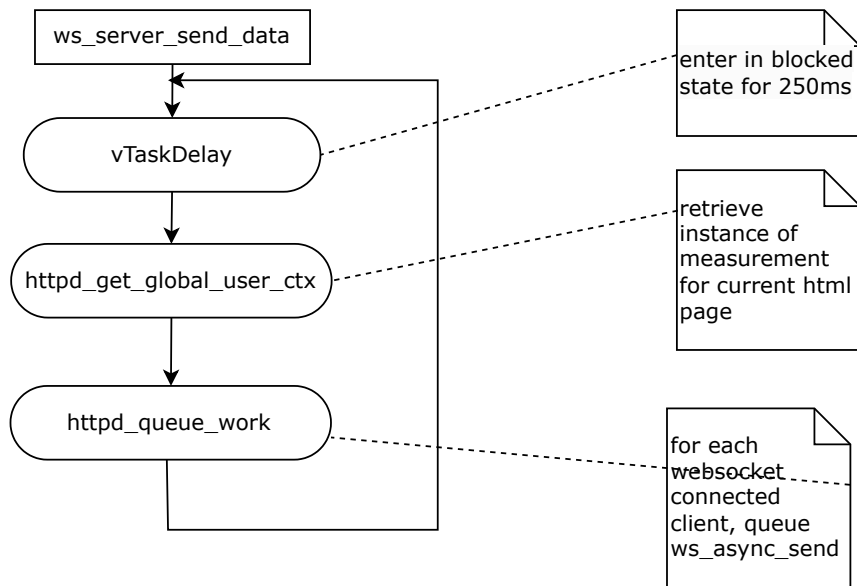 ws_server_send_data
enter in blocked
state for 250ms
vTaskDelay
retrieve
instance of
measurement
for current html
page
httpd_get_global_user_ctx
httpd_queue_work
for each
websocket
connected
client, queue
ws_async_send